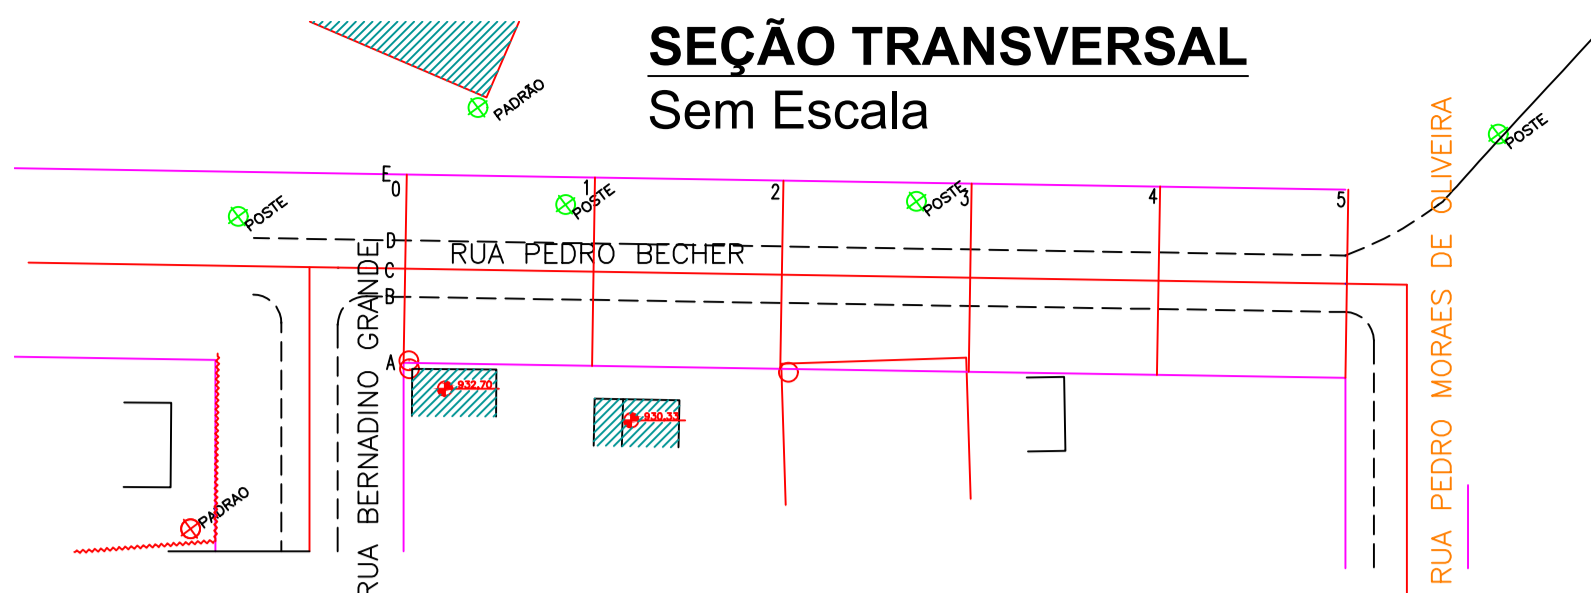 SEÇÃO TRANSVERSAL
Sem Escala
PADRÃO
POSTE
RUA PEDRO MORAES DE OLIVEIRA
E
0
1
2
3
4
5
POSTE
POSTE
POSTE
D
RUA PEDRO BECHER
C
B
RUA BERNADINO GRANDE
A
932.70
930.33
PADRAO